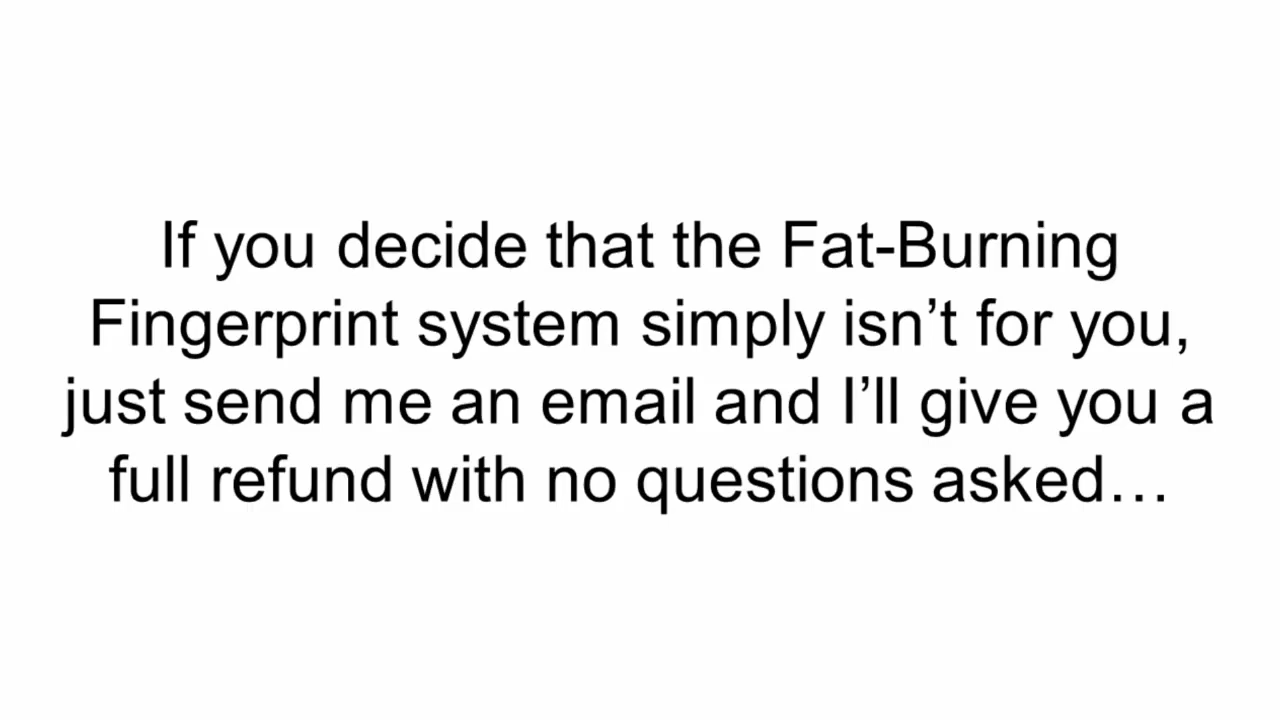 If you decide that the Fat-Burning
Fingerprint system simply isn’t for you,
just send me an email and I’ll give you a
full refund with no questions asked…